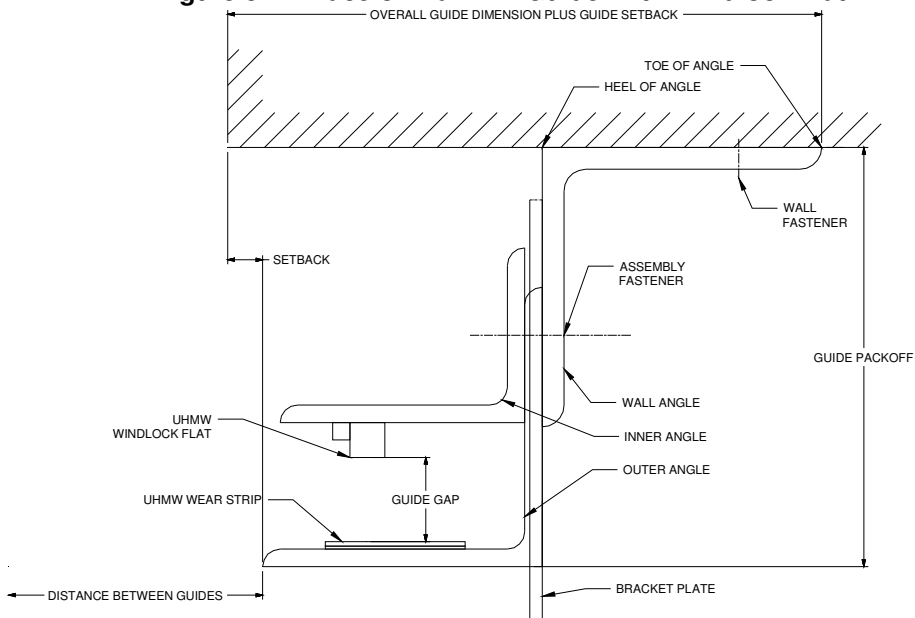 OVERALL GUIDE DIMENSION PLUS GUIDE SETBACK
TOE OF ANGLE
HEEL OF ANGLE
WALL
FASTENER
SETBACK
ASSEMBLY
FASTENER
GUIDE PACKOFF
WALL ANGLE
UHMW
WINDLOCK FLAT
INNER ANGLE
OUTER ANGLE
UHMW WEAR STRIP
GUIDE GAP
BRACKET PLATE
DISTANCE BETWEEN GUIDES